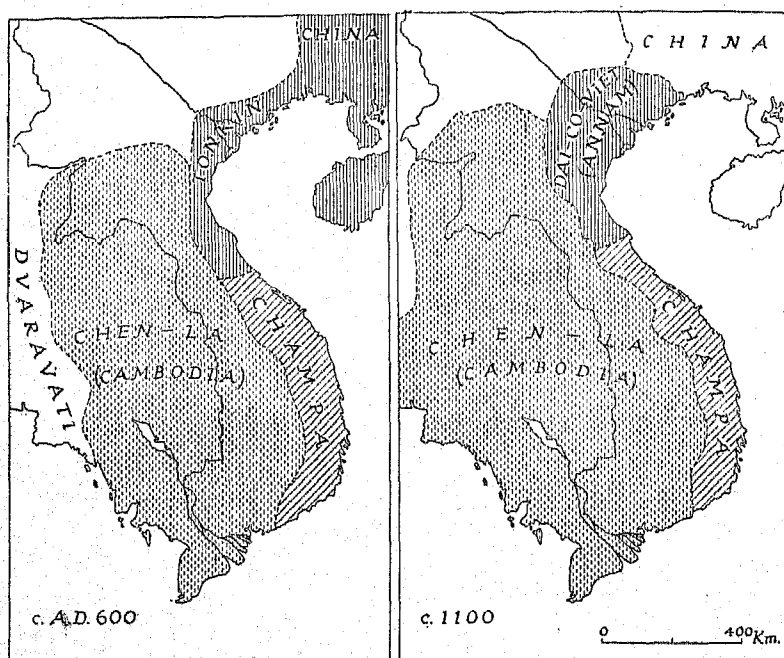 CHINA
TONKIN
DVARAVATI
CHEN-LA
(CAMBODIA)
CHAMPA
c. A.D. 600
CHINA
DAI-CO-VIET
(ANNAM)
CHEN-LA
(CAMBODIA)
CHAMPA
c. 1100
0 400 Km.